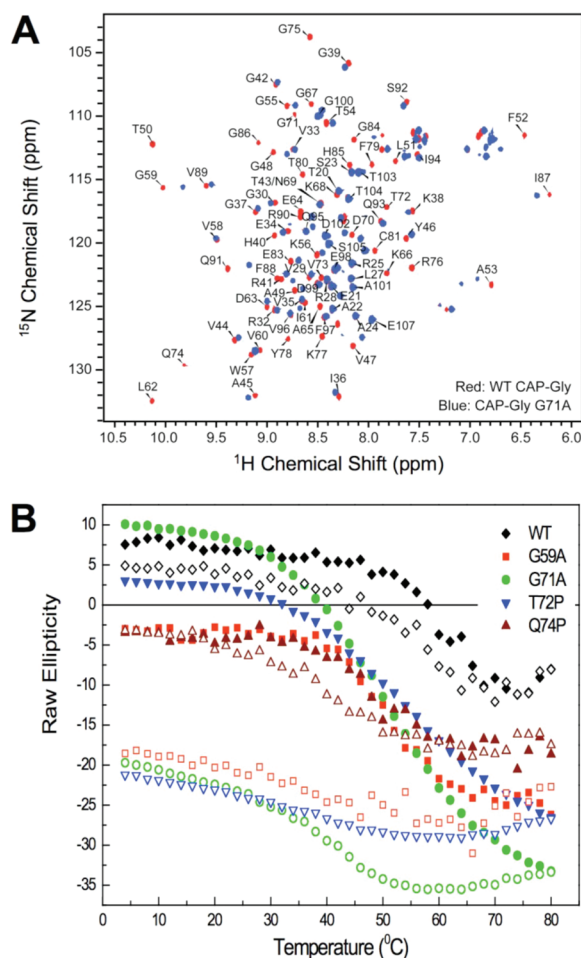 A
G75
G39
G42
G67
S92
G55
G100
T54
G71
V33
G84
F52
G86
L51
T50
G48
H85
F79
I94
T80
S23
T103
G59
V89
T43/N69
T20
I87
G30
K68
T104
T72
G37
E64
Q93
K38
R90
Q95
D102
D70
V58
H40
K56
S105
C81
Y46
E83
V73
E98
R25
K66
Q91
F88
V29
L27
R76
R41
D99
A101
A53
A49
E21
D63
V35
R28
A22
I61
R32
A65
A24
E107
V44
V96
F97
V60
Y78
K77
V47
Q74
W57
I36
L62
A45
Red: WT CAP-Gly
Blue: CAP-Gly G71A
105
110
115
120
125
130
15N Chemical Shift (ppm)
10.5 10.0 9.5 9.0 8.5 8.0 7.5 7.0 6.5 6.0
1H Chemical Shift (ppm)
B
WT
G59A
G71A
T72P
Q74P
10
5
0
-5
-10
-15
-20
-25
-30
-35
Raw Ellipticity
0 10 20 30 40 50 60 70 80
Temperature (⁰C)